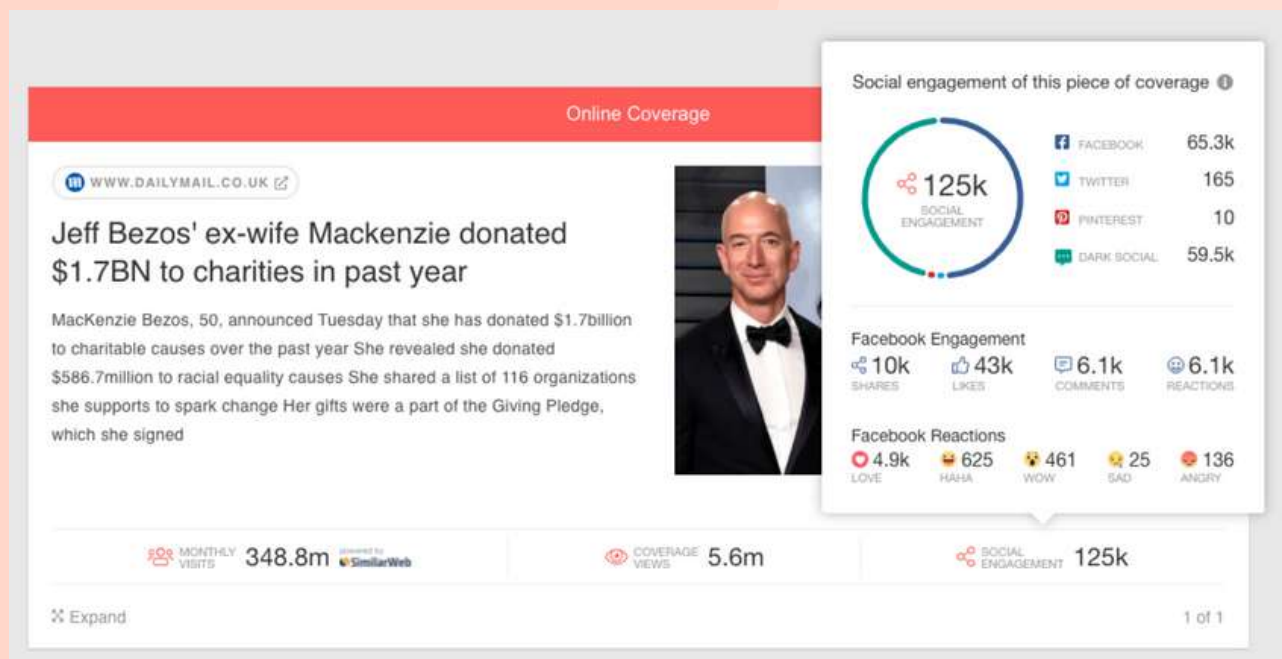 Online Coverage
WWW.DAILYMAIL.CO.UK
Jeff Bezos' ex-wife Mackenzie donated
$1.7BN to charities in past year
MacKenzie Bezos, 50, announced Tuesday that she has donated $1.7billion
to charitable causes over the past year She revealed she donated
$586.7million to racial equality causes She shared a list of 116 organizations
she supports to spark change Her gifts were a part of the Giving Pledge,
which she signed
MONTHLY VISITS 348.8m powered by SimilarWeb
COVERAGE VIEWS 5.6m
SOCIAL ENGAGEMENT 125k
Expand
1 of 1
Social engagement of this piece of coverage
125k
SOCIAL
ENGAGEMENT
FACEBOOK 65.3k
TWITTER 165
PINTEREST 10
DARK SOCIAL 59.5k
Facebook Engagement
10k 43k 6.1k 6.1k
SHARES LIKES COMMENTS REACTIONS
Facebook Reactions
4.9k 625 461 25 136
LOVE HAHA WOW SAD ANGRY